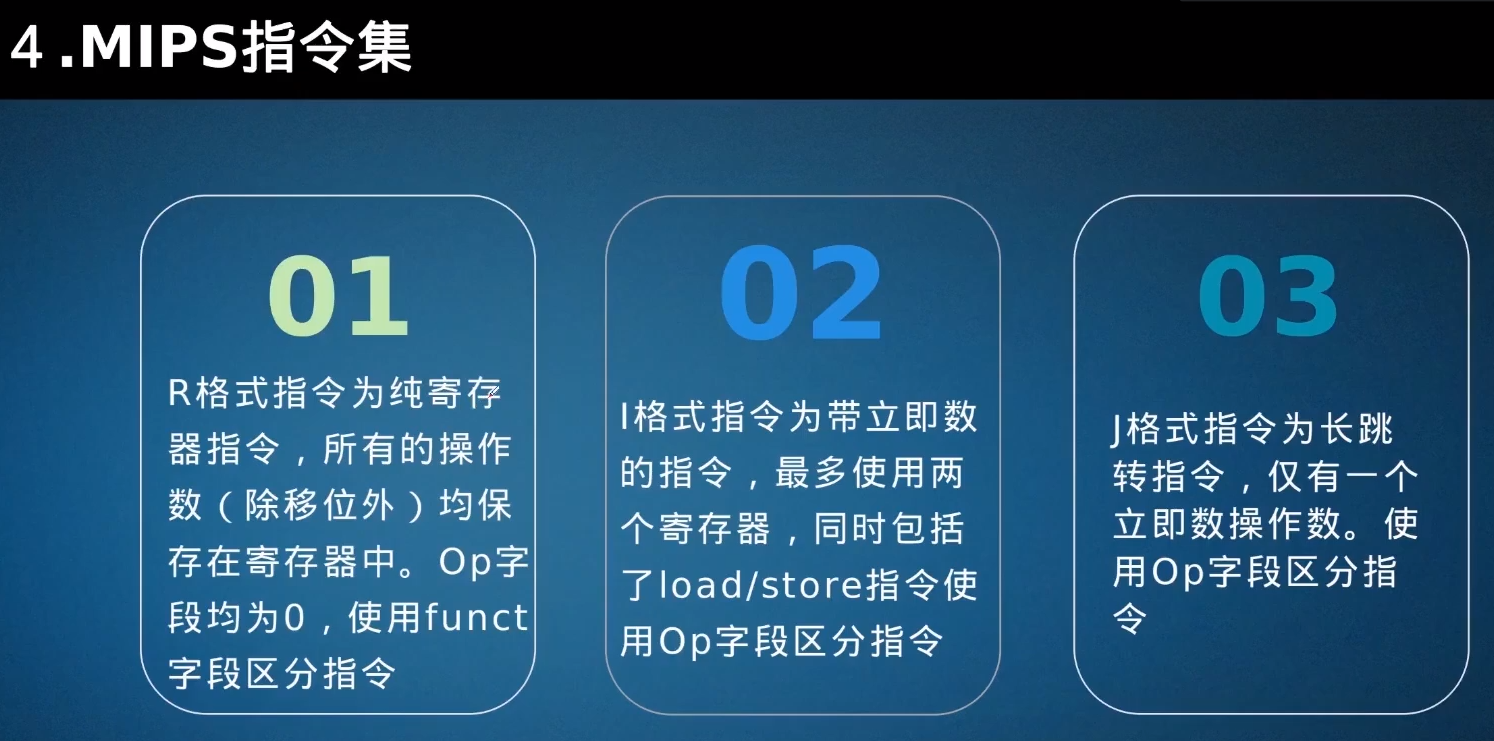 4.MIPS指令集
01
R格式指令为纯寄存
器指令，所有的操作
数（除移位外）均保
存在寄存器中。Op字
段均为0，使用funct
字段区分指令
02
I格式指令为带立即数
的指令，最多使用两
个寄存器，同时包括
了load/store指令使
用Op字段区分指令
03
J格式指令为长跳
转指令，仅有一个
立即数操作数。使
用Op字段区分指
令